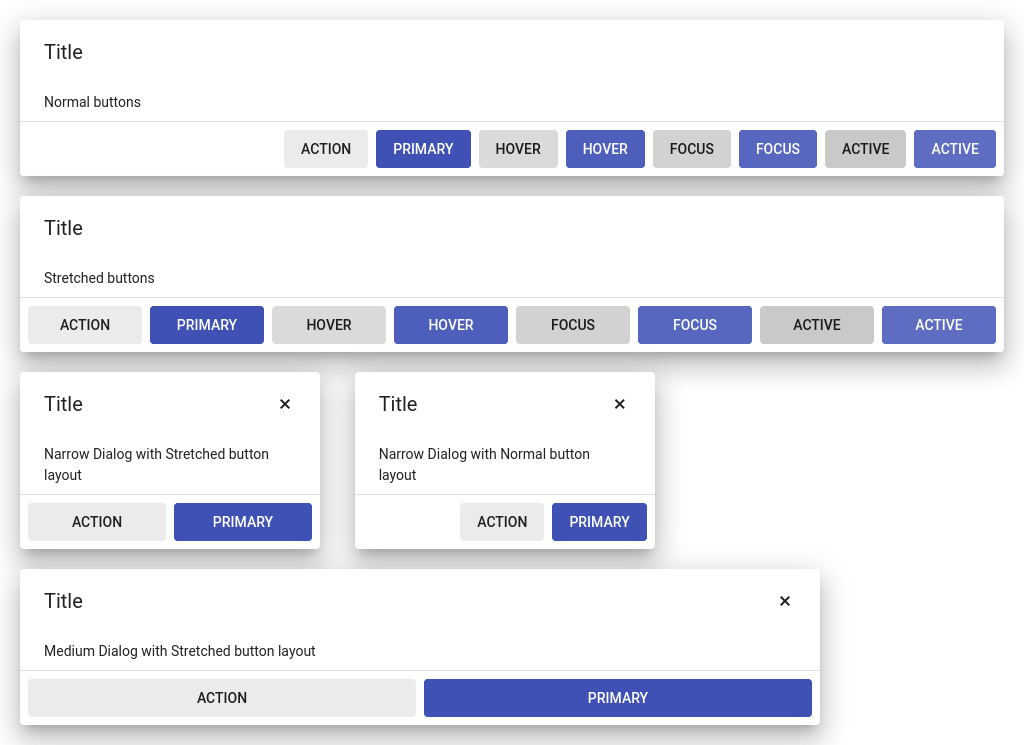 Title
Normal buttons
ACTION PRIMARY HOVER HOVER FOCUS FOCUS ACTIVE ACTIVE
Title
Stretched buttons
ACTION PRIMARY HOVER HOVER FOCUS FOCUS ACTIVE ACTIVE
Title ×
Narrow Dialog with Stretched button
layout
ACTION PRIMARY
Title ×
Narrow Dialog with Normal button
layout
ACTION PRIMARY
Title ×
Medium Dialog with Stretched button layout
ACTION PRIMARY